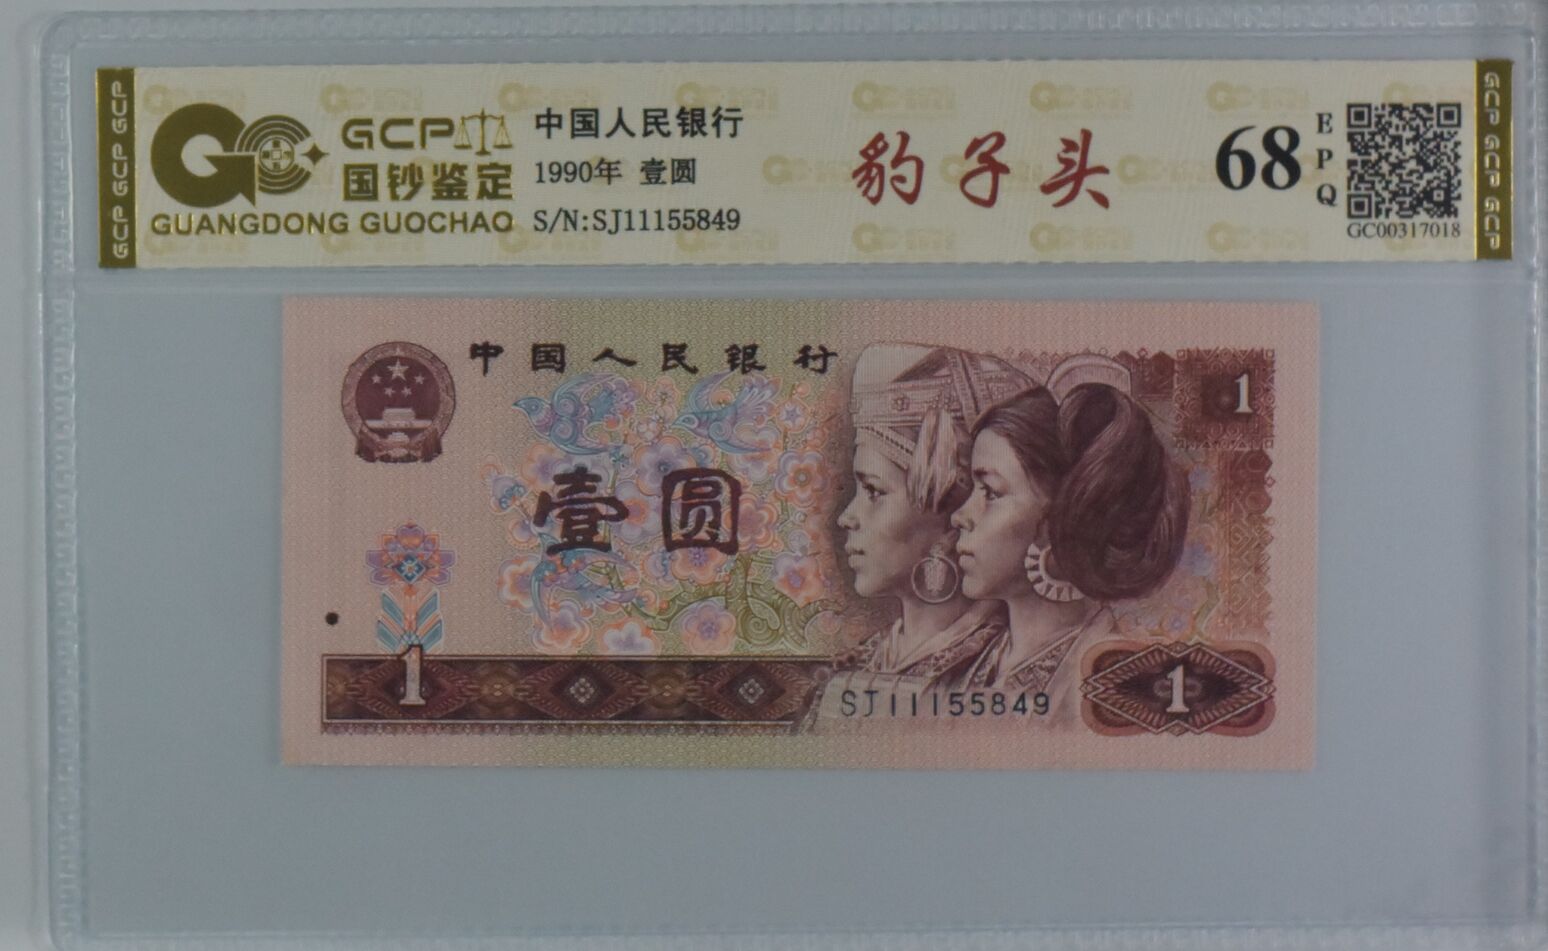 GCP GCP GCP
GCP
国钞鉴定
GUANGDONG GUOCHAO
中国人民银行
1990年 壹圆
S/N:SJ11155849
豹子头
68
EPQ
GC00317018
GCP GCP GCP
中国人民银行
1
壹圆
1
SJ11155849
1